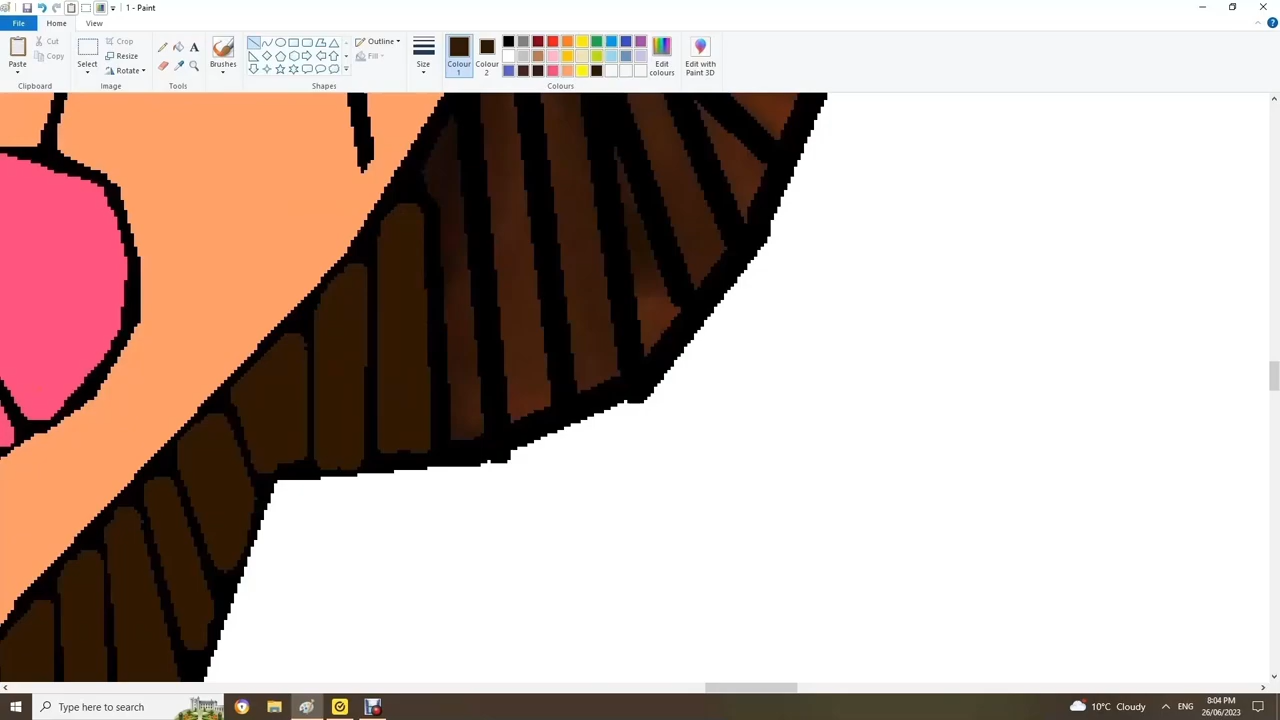 1 - Paint
File Home View
Paste
Cut
Copy
Clipboard
Select
Crop
Resize
Rotate
Image
A
Tools
Brushes
Outline
Fill
Shapes
Size
Colour 1
Colour 2
Edit colours
Colours
Edit with Paint 3D
Type here to search
10°C Cloudy
ENG
8:04 PM
26/06/2023